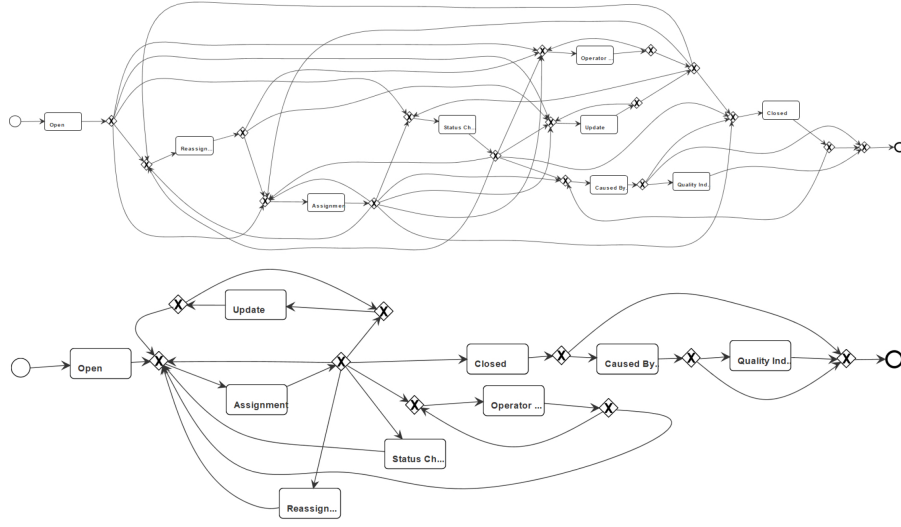 Operator ...
Open
Closed
Status Ch...
Update
Reassign...
Caused By.
Quality Ind.
Assignmen
Update
Open
Closed
Caused By.
Quality Ind...
Assignment
Operator ...
Status Ch...
Reassign...